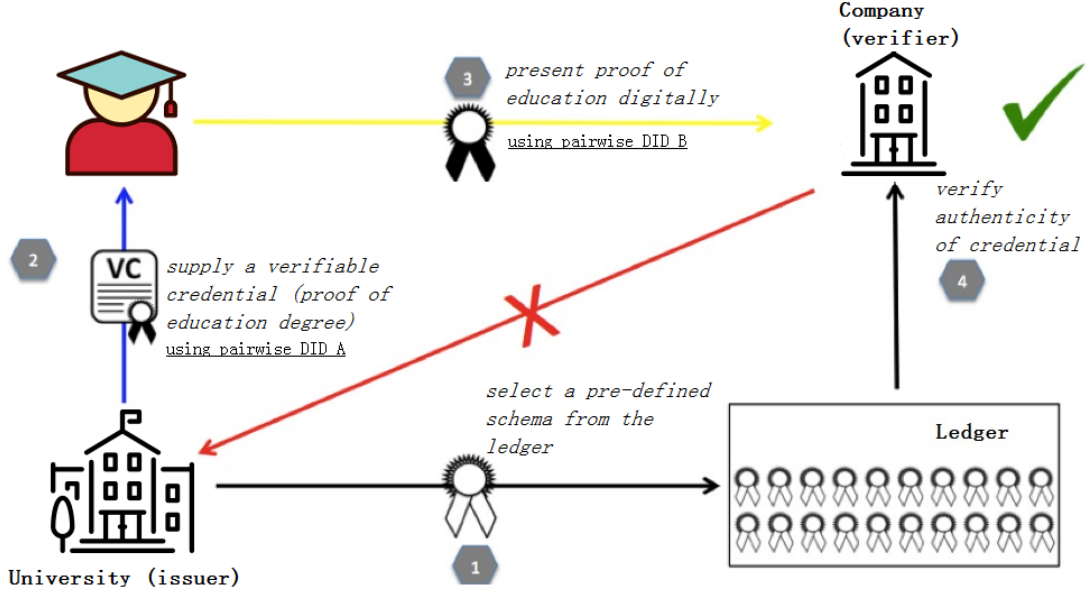 Company
(verifier)
3
present proof of
education digitally
using pairwise DID B
2
VC
supply a verifiable
credential (proof of
education degree)
using pairwise DID A
verify
authenticity
of credential
4
select a pre-defined
schema from the
ledger
Ledger
1
University (issuer)